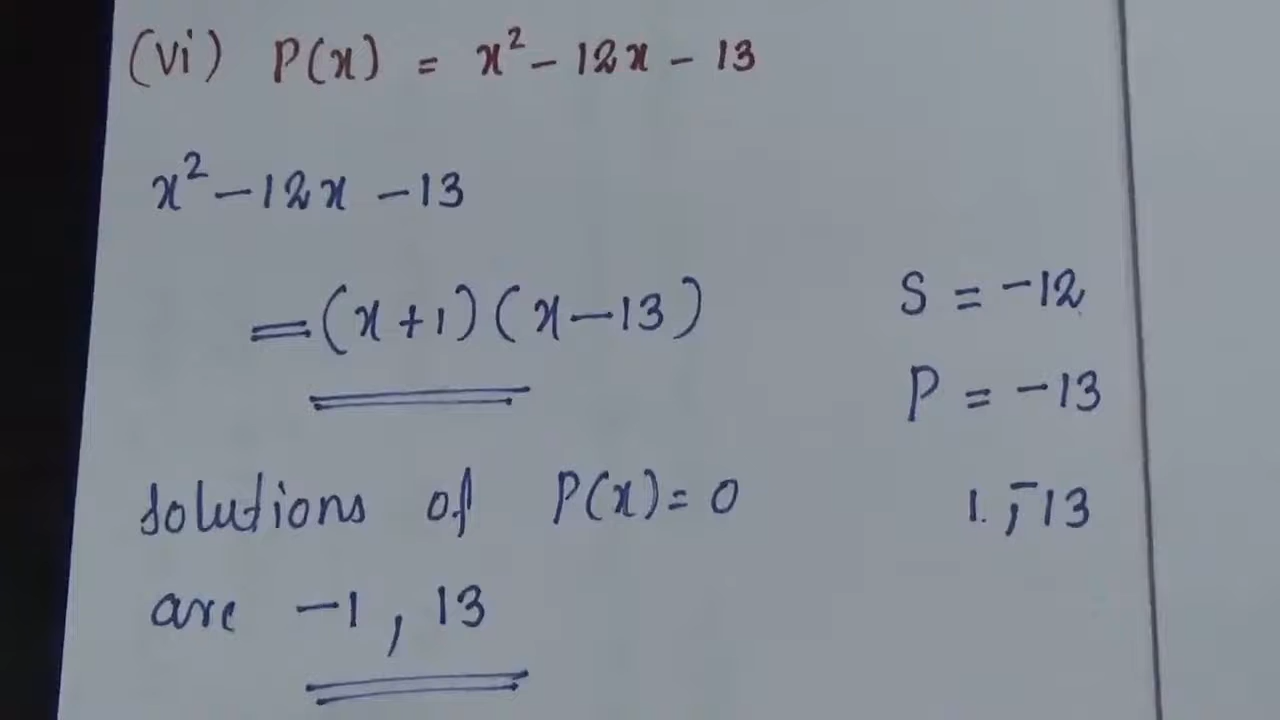 (vi) P(x) = x² - 12x - 13
x² - 12x - 13
= (x + 1) (x - 13)
S = -12
P = -13
1, -13
Solutions of P(x) = 0
are -1, 13